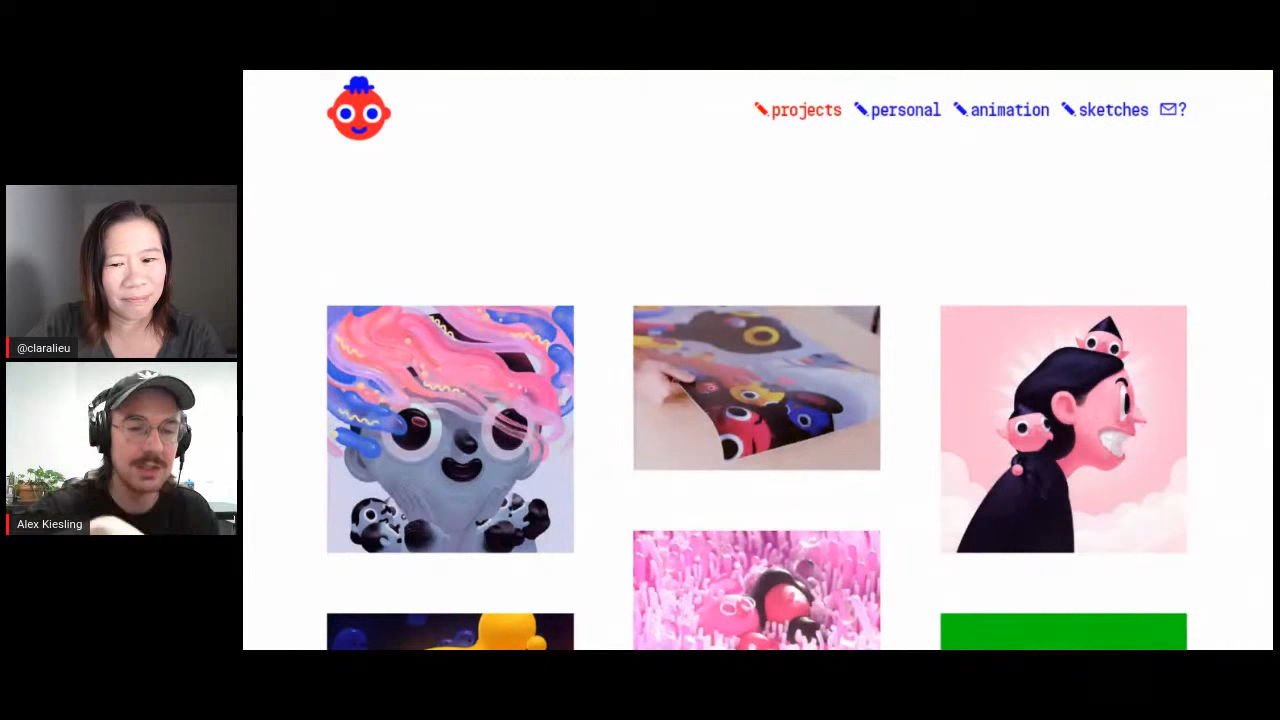 projects personal animation sketches ?
@claralieu
Alex Kiesling